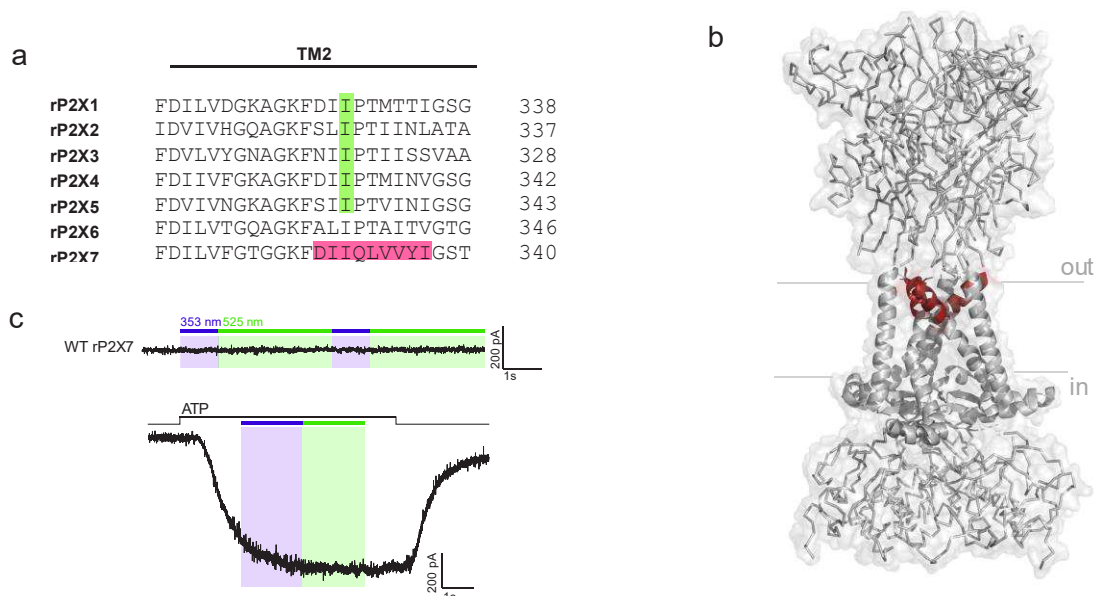 a
TM2
rP2X1 FDILVDGKAGKFDIIPTMTTIGSG 338
rP2X2 IDVIVHGQAGKFSLIPTIINLATA 337
rP2X3 FDVLVYGNAGKFNIIPTIISSVAA 328
rP2X4 FDIIVFGKAGKFDIIPTMINVGSG 342
rP2X5 FDVIVNGKAGKFSIIPTVINIGSG 343
rP2X6 FDILVTGQAGKFALIPTAITVGTG 346
rP2X7 FDILVFGTGGKFDIIQLVVYIGST 340
b
out
in
c
353 nm 525 nm
WT rP2X7
200 pA
1s
ATP
200 pA
1s